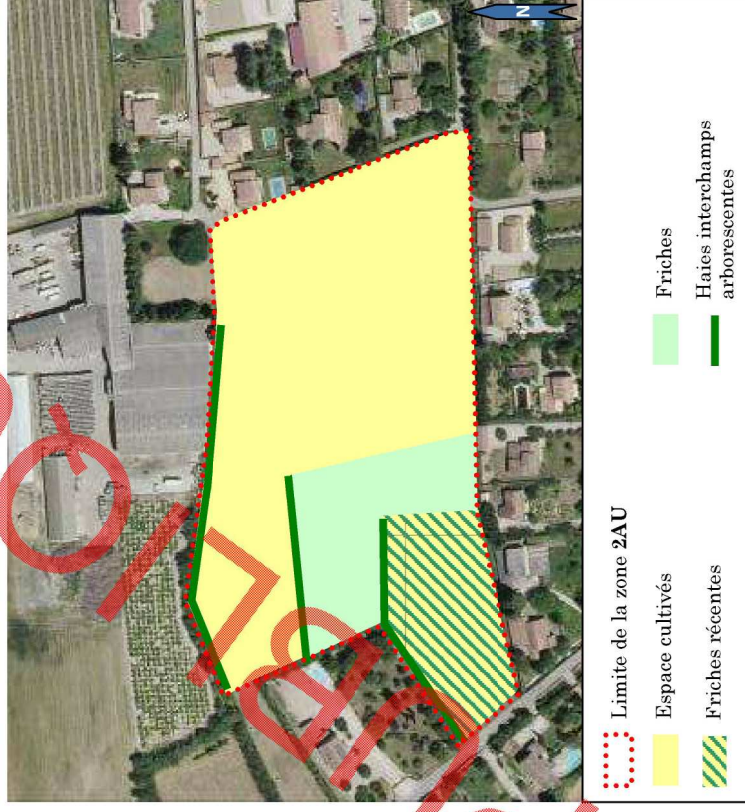 N
Limite de la zone 2AU
Espace cultivés
Friches récentes
Friches
Haies interchamps
arborescentes